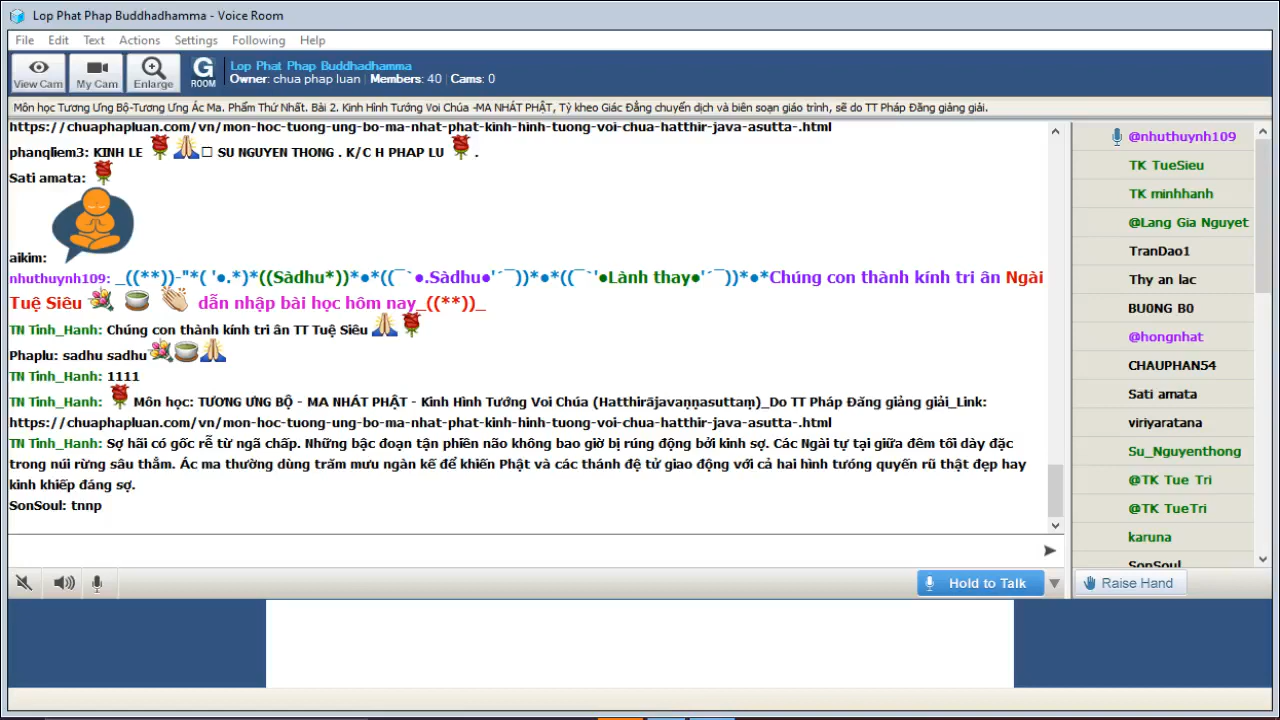 Lop Phat Phap Buddhadhamma - Voice Room
File Edit Text Actions Settings Following Help
View Cam My Cam Enlarge G ROOM
Lop Phat Phap Buddhadhamma
Owner: chua phap luan | Members: 40 | Cams: 0
Môn học Tương Ưng Bộ-Tương Ưng Ác Ma. Phẩm Thứ Nhất. Bài 2. Kinh Hình Tướng Voi Chúa -MA NHÁT PHẬT, Tỳ kheo Giác Đẳng chuyển dịch và biên soạn giáo trình, sẽ do TT Pháp Đăng giảng giải.
https://chuaphapluan.com/vn/mon-hoc-tuong-ung-bo-ma-nhat-phat-kinh-hinh-tuong-voi-chua-hatthir-java-asutta-.html
phanqliem3: KINH LE SU NGUYEN THONG . K/C H PHAP LU .
Sati amata:
aikim:
nhuthuynh109: _((**))-"*( '●.*)*((Sàdhu*))*●*((¯`●.Sàdhu●'´¯))*●*((¯`'●Lành thay●'´¯))*●*Chúng con thành kính tri ân Ngài
Tuệ Siêu dẫn nhập bài học hôm nay_((**))_
TN Tinh_Hanh: Chúng con thành kính tri ân TT Tuệ Siêu
Phaplu: sadhu sadhu
TN Tinh_Hanh: 1111
TN Tinh_Hanh: Môn học: TƯƠNG ƯNG BỘ - MA NHÁT PHẬT - Kinh Hình Tướng Voi Chúa (Hatthirājavaṇṇasuttaṃ)_Do TT Pháp Đăng giảng giải_Link:
https://chuaphapluan.com/vn/mon-hoc-tuong-ung-bo-ma-nhat-phat-kinh-hinh-tuong-voi-chua-hatthir-java-asutta-.html
TN Tinh_Hanh: Sợ hãi có gốc rễ từ ngã chấp. Những bậc đoạn tận phiền não không bao giờ bị rúng động bởi kinh sợ. Các Ngài tự tại giữa đêm tối dày đặc
trong núi rừng sâu thẳm. Ác ma thường dùng trăm mưu ngàn kế để khiến Phật và các thánh đệ tử giao động với cả hai hình tướng quyến rũ thật đẹp hay
kinh khiếp đáng sợ.
SonSoul: tnnp
@nhuthuynh109
TK TueSieu
TK minhhanh
@Lang Gia Nguyet
TranDao1
Thy an lac
BU0NG B0
@hongnhat
CHAUPHAN54
Sati amata
viriyaratana
Su_Nguyenthong
@TK Tue Tri
@TK TueTri
karuna
SonSoul
Hold to Talk
Raise Hand